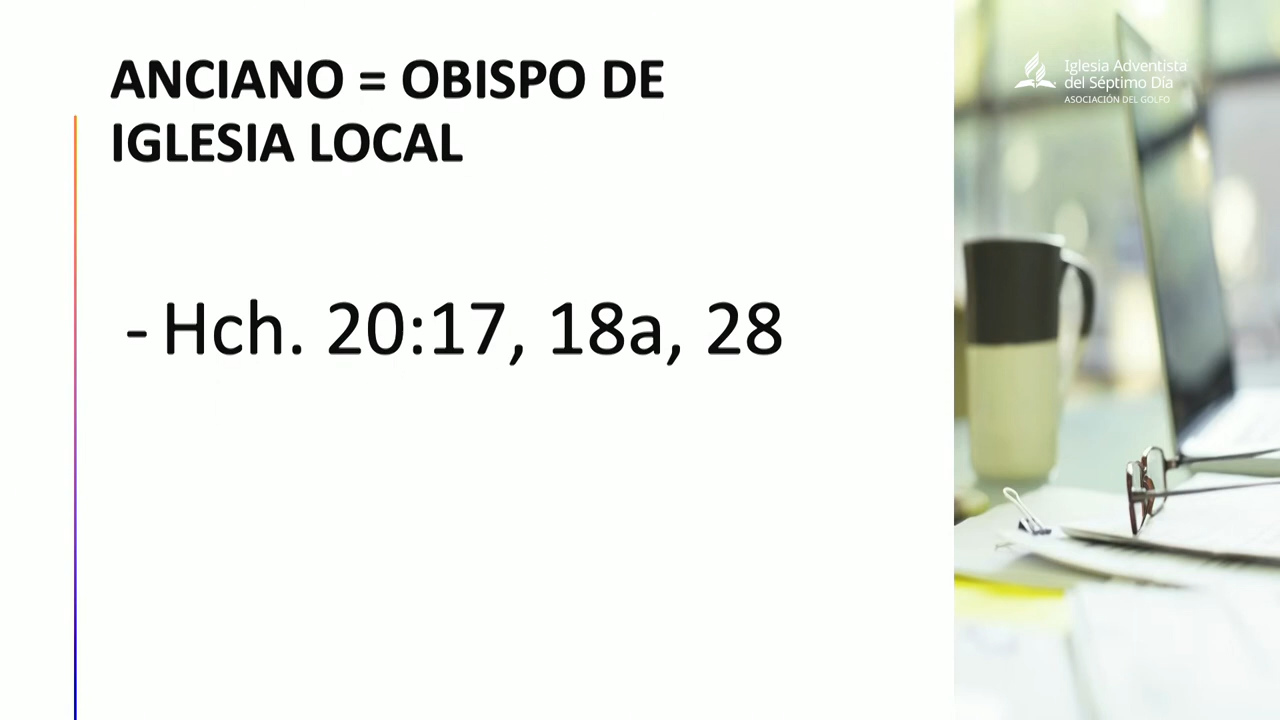 ANCIANO = OBISPO DE
IGLESIA LOCAL
- Hch. 20:17, 18a, 28
Iglesia Adventista
del Séptimo Día
ASOCIACIÓN DEL GOLFO